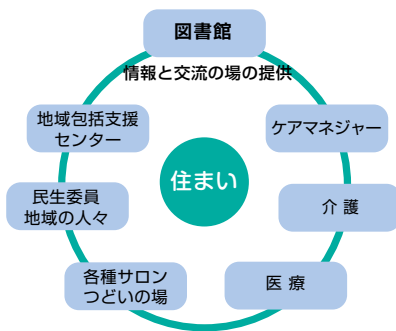 図書館
情報と交流の場の提供
地域包括支援
センター
ケアマネジャー
住まい
民生委員
地域の人々
介 護
各種サロン
つどいの場
医 療